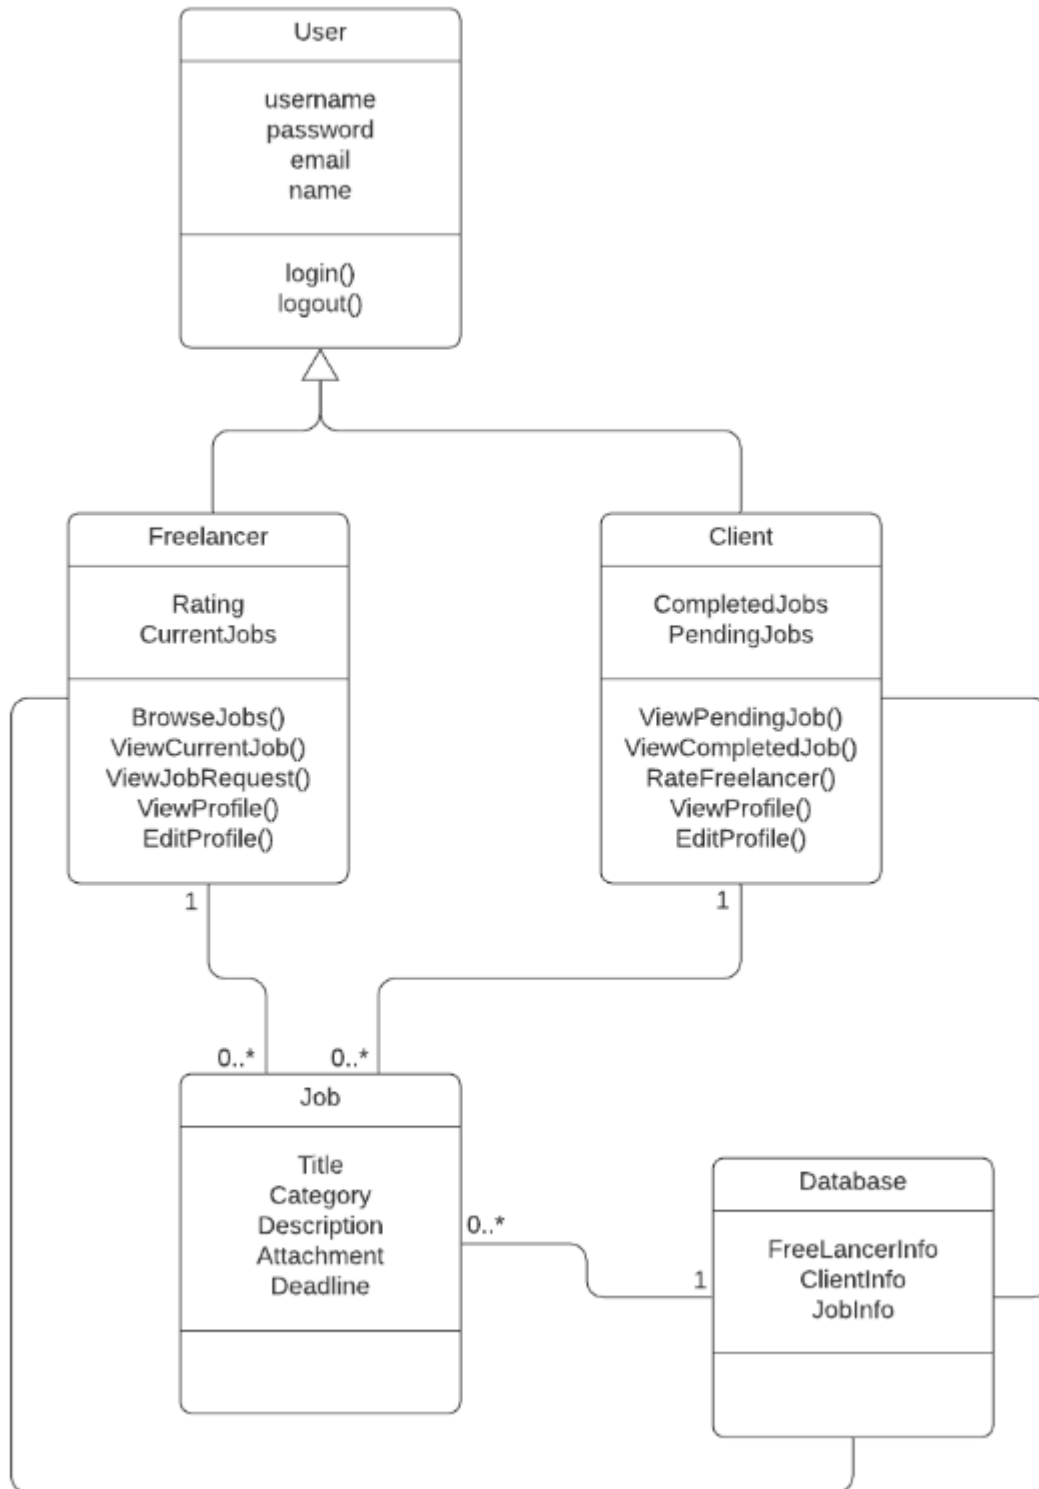 User
username
password
email
name
login()
logout()
Freelancer
Rating
CurrentJobs
BrowseJobs()
ViewCurrentJob()
ViewJobRequest()
ViewProfile()
EditProfile()
1
Client
CompletedJobs
PendingJobs
ViewPendingJob()
ViewCompletedJob()
RateFreelancer()
ViewProfile()
EditProfile()
1
0..*
0..*
Job
Title
Category
Description
Attachment
Deadline
0..*
1
Database
FreeLancerInfo
ClientInfo
JobInfo